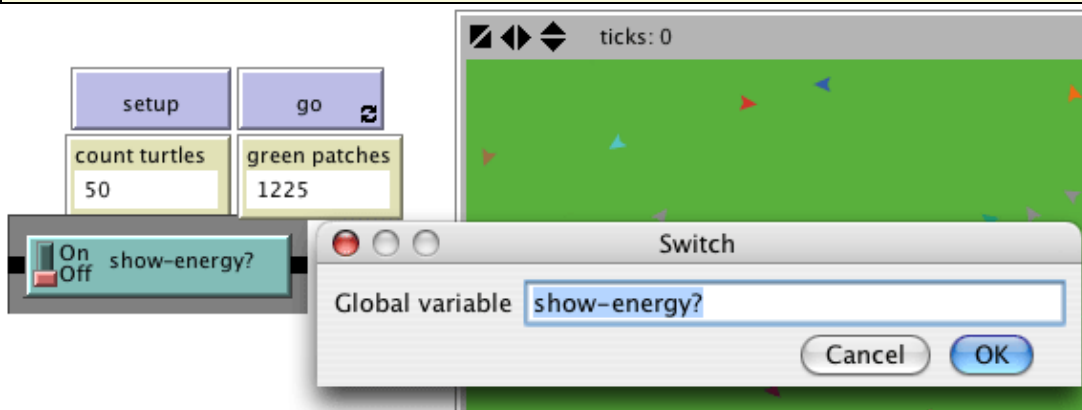 ticks: 0
setup
go
count turtles
green patches
50
1225
On
Off
show-energy?
Switch
Global variable
show-energy?
Cancel
OK